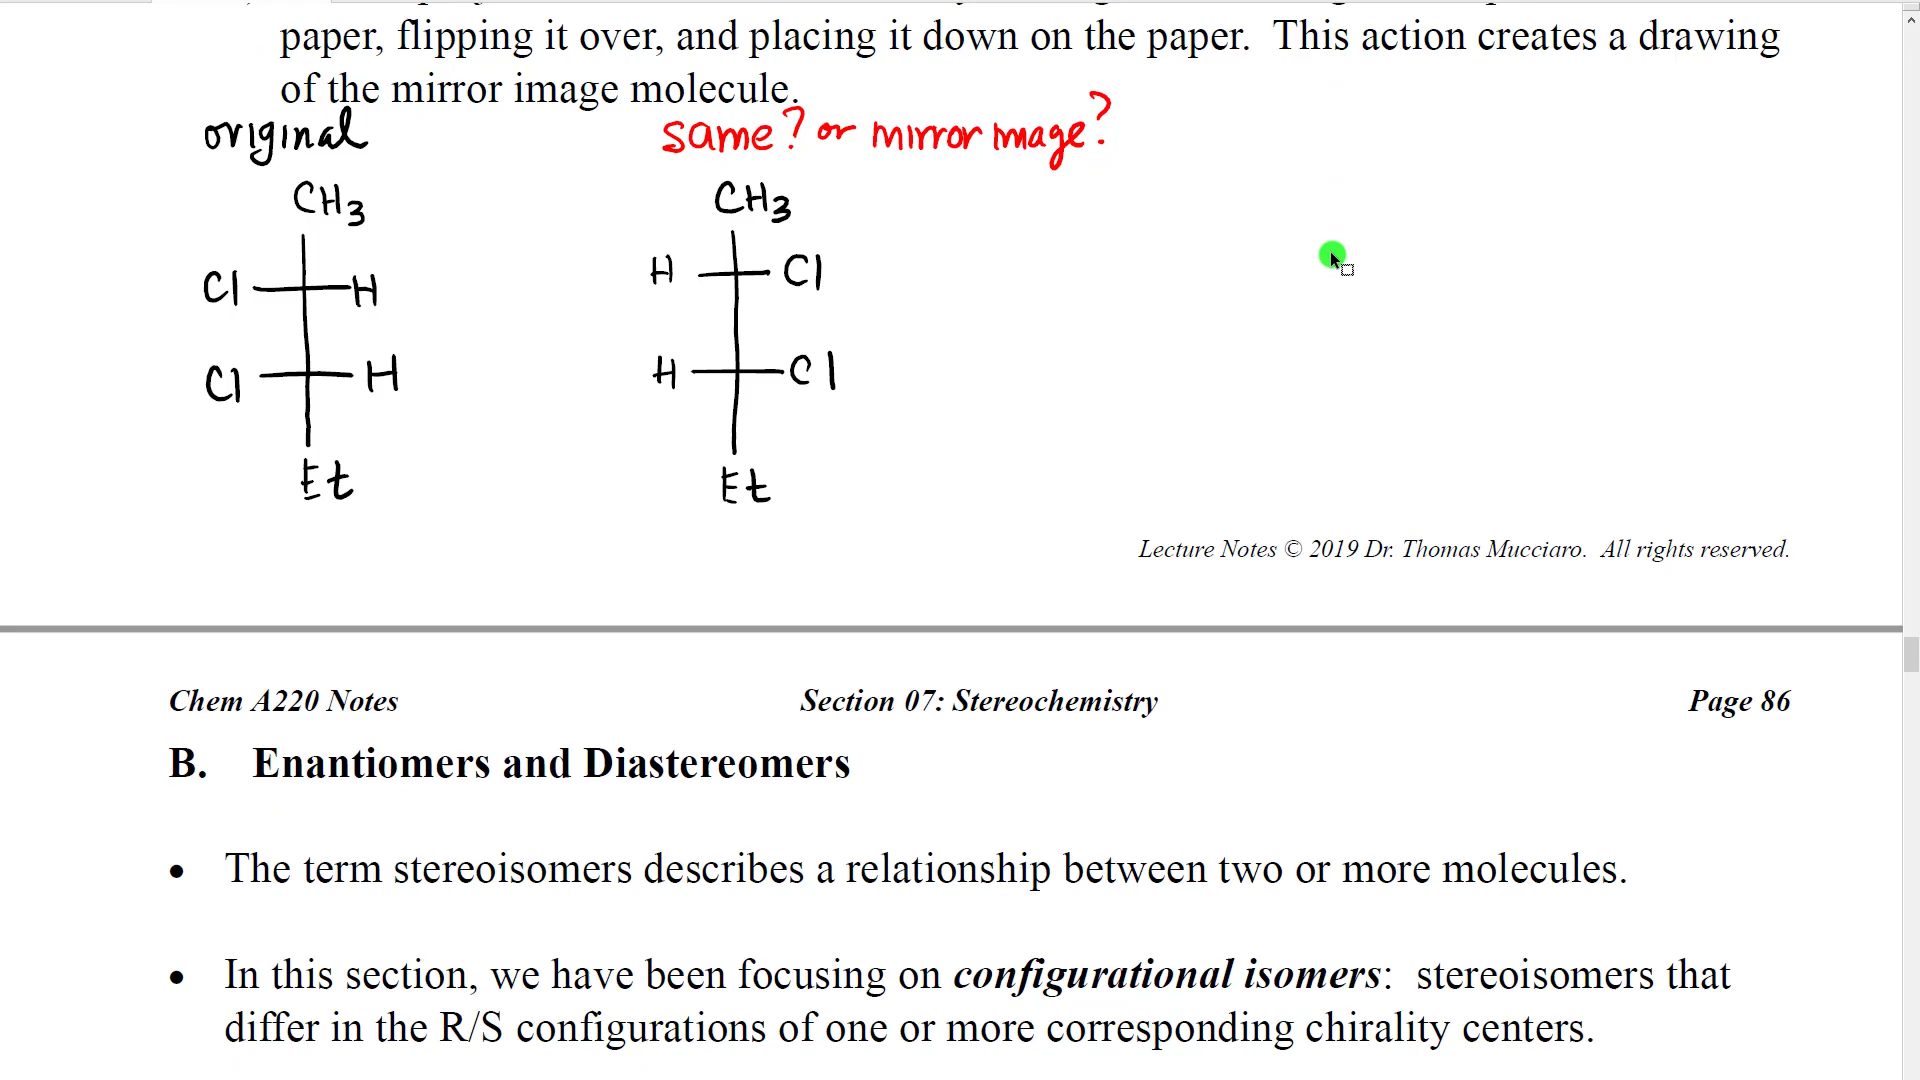 paper, flipping it over, and placing it down on the paper. This action creates a drawing
of the mirror image molecule.
original same? or mirror image?
CH3 CH3
Cl H H Cl
Cl H H Cl
Et Et
Lecture Notes © 2019 Dr. Thomas Mucciaro. All rights reserved.
Chem A220 Notes Section 07: Stereochemistry Page 86
B. Enantiomers and Diastereomers
• The term stereoisomers describes a relationship between two or more molecules.
• In this section, we have been focusing on configurational isomers: stereoisomers that
differ in the R/S configurations of one or more corresponding chirality centers.